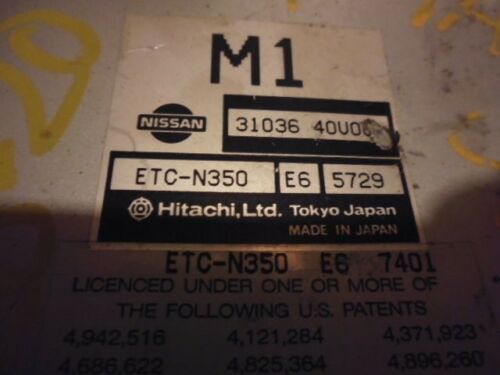 M1
NISSAN 31036 40U0
ETC-N350 E6 5729
Hitachi, Ltd. Tokyo Japan
MADE IN JAPAN
ETC-N350 E6 7401
LICENCED UNDER ONE OR MORE OF
THE FOLLOWING U.S. PATENTS
4,942,516 4,121,284 4,371,923
4,686,622 4,825,364 4,896,260